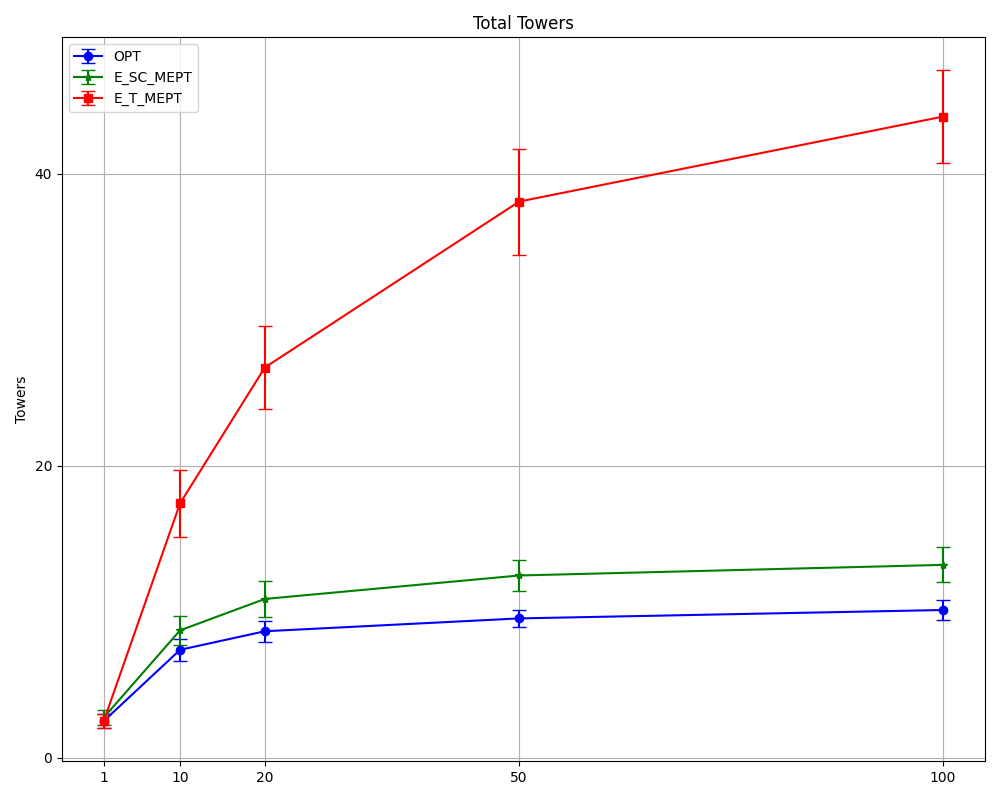 Total Towers
OPT
E_SC_MEPT
E_T_MEPT
Towers
40
20
0
1 10 20 50 100